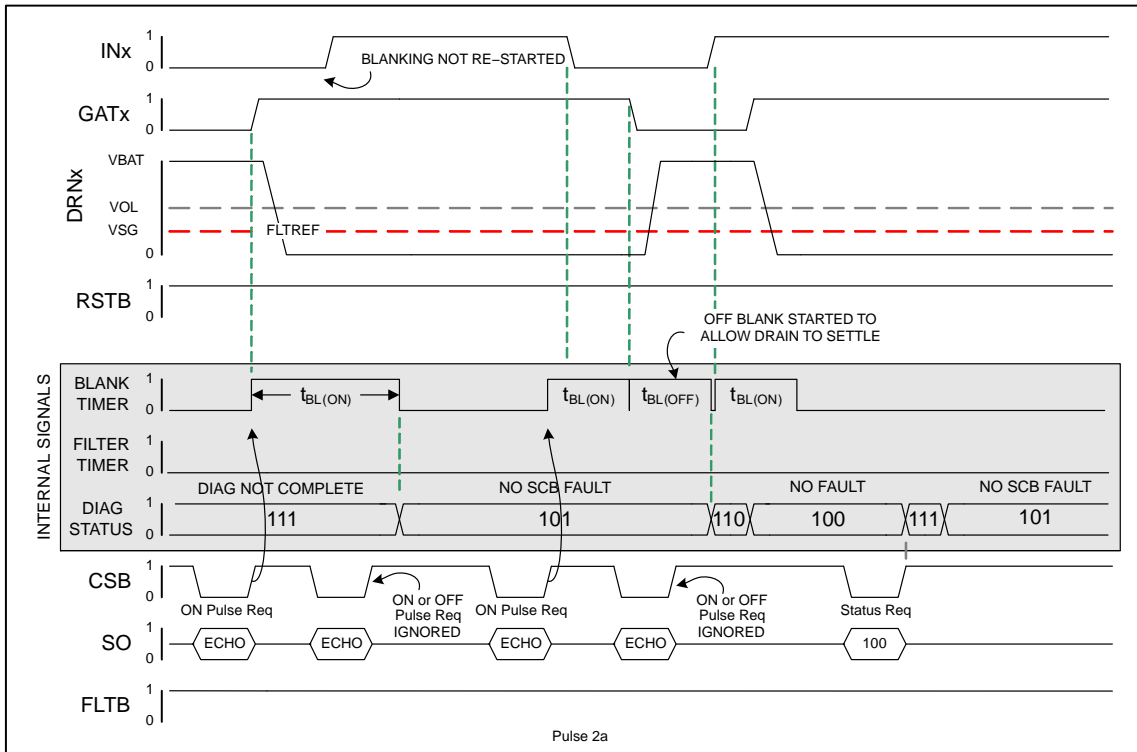 INx
1
0
BLANKING NOT RE-STARTED
GATx
1
0
DRNx
VBAT
VOL
VSG
FLTREF
RSTB
1
0
OFF BLANK STARTED TO
ALLOW DRAIN TO SETTLE
INTERNAL SIGNALS
BLANK
TIMER
1
0
tBL(ON)
tBL(ON)
tBL(OFF)
tBL(ON)
FILTER
TIMER
1
0
DIAG NOT COMPLETE
NO SCB FAULT
NO FAULT
NO SCB FAULT
DIAG
STATUS
1
0
111
101
110
100
111
101
CSB
1
0
ON Pulse Req
ON or OFF
Pulse Req
IGNORED
ON Pulse Req
ON or OFF
Pulse Req
IGNORED
Status Req
SO
1
0
ECHO
ECHO
ECHO
ECHO
100
FLTB
1
0
Pulse 2a